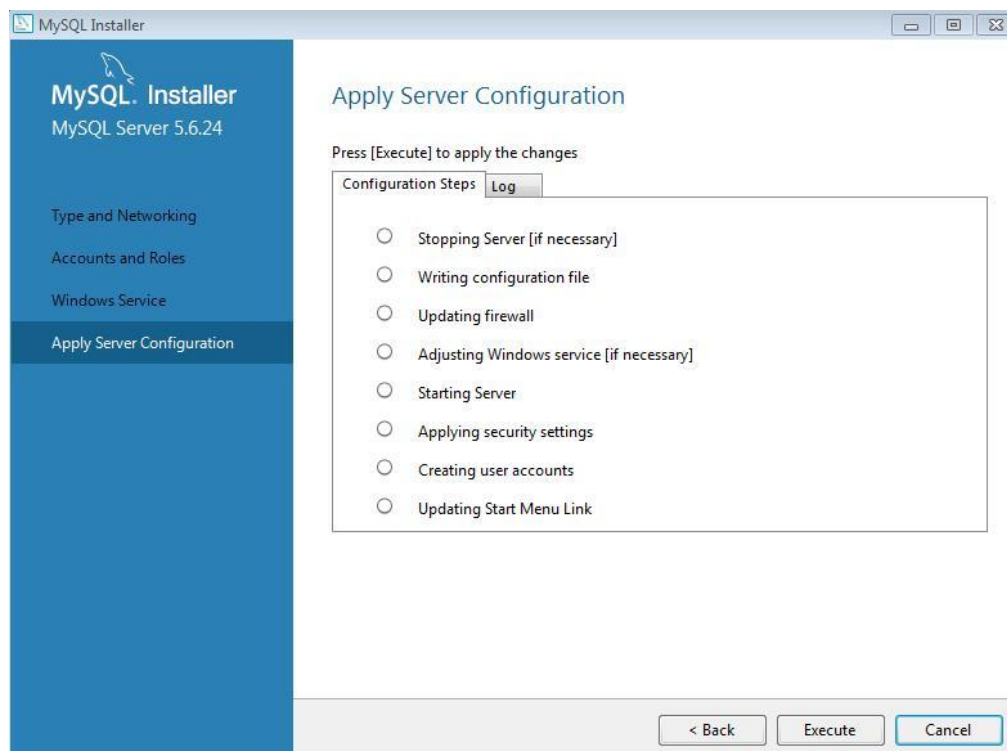 MySQL Installer
MySQL. Installer
MySQL Server 5.6.24
Type and Networking
Accounts and Roles
Windows Service
Apply Server Configuration
Apply Server Configuration
Press [Execute] to apply the changes
Configuration Steps Log
Stopping Server [if necessary]
Writing configuration file
Updating firewall
Adjusting Windows service [if necessary]
Starting Server
Applying security settings
Creating user accounts
Updating Start Menu Link
< Back Execute Cancel